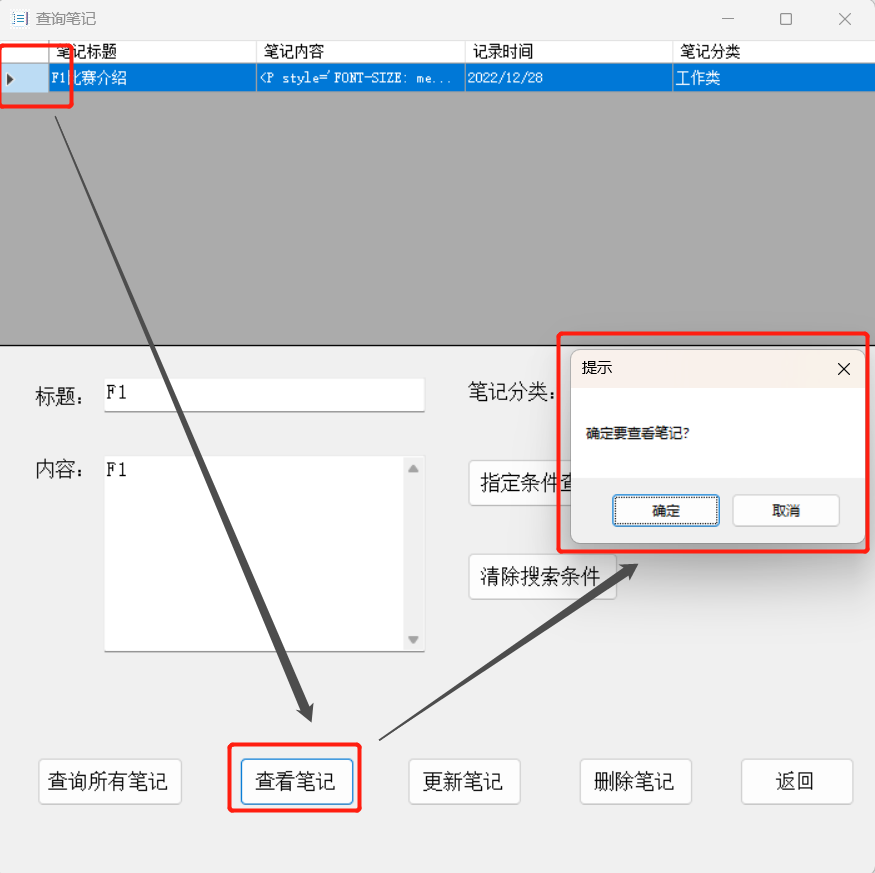 查询笔记
笔记标题 笔记内容 记录时间 笔记分类
F1比赛介绍 <P style='FONT-SIZE: me... 2022/12/28 工作类
提示
标题： F1 笔记分类：
确定要查看笔记?
内容： F1
指定条件查
确定 取消
清除搜索条件
查询所有笔记 查看笔记 更新笔记 删除笔记 返回